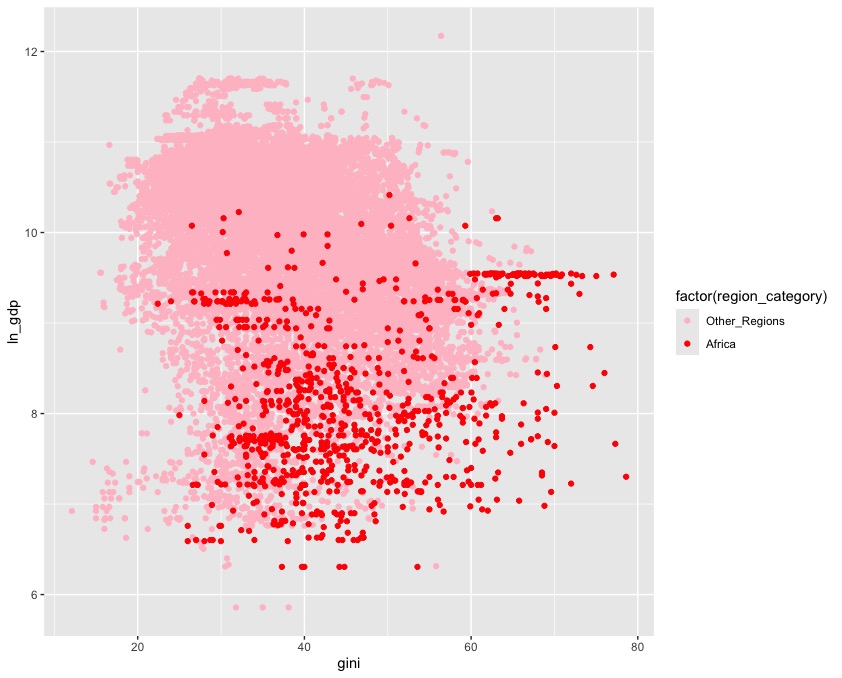 12
10
8
6
ln_gdp
20 40 60 80
gini
factor(region_category)
Other_Regions
Africa